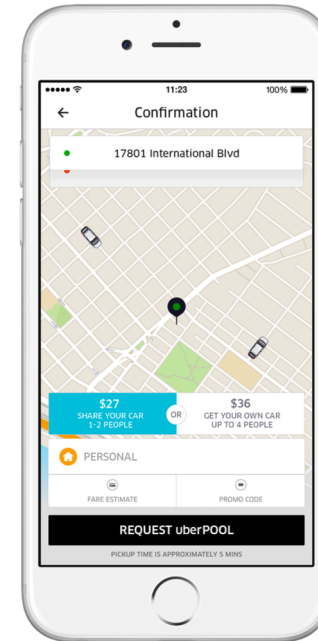 11:23
100%
Confirmation
17801 International Blvd
$27
SHARE YOUR CAR
1-2 PEOPLE
OR
$36
GET YOUR OWN CAR
UP TO 4 PEOPLE
PERSONAL
FARE ESTIMATE
PROMO CODE
REQUEST uberPOOL
PICKUP TIME IS APPROXIMATELY 5 MINS